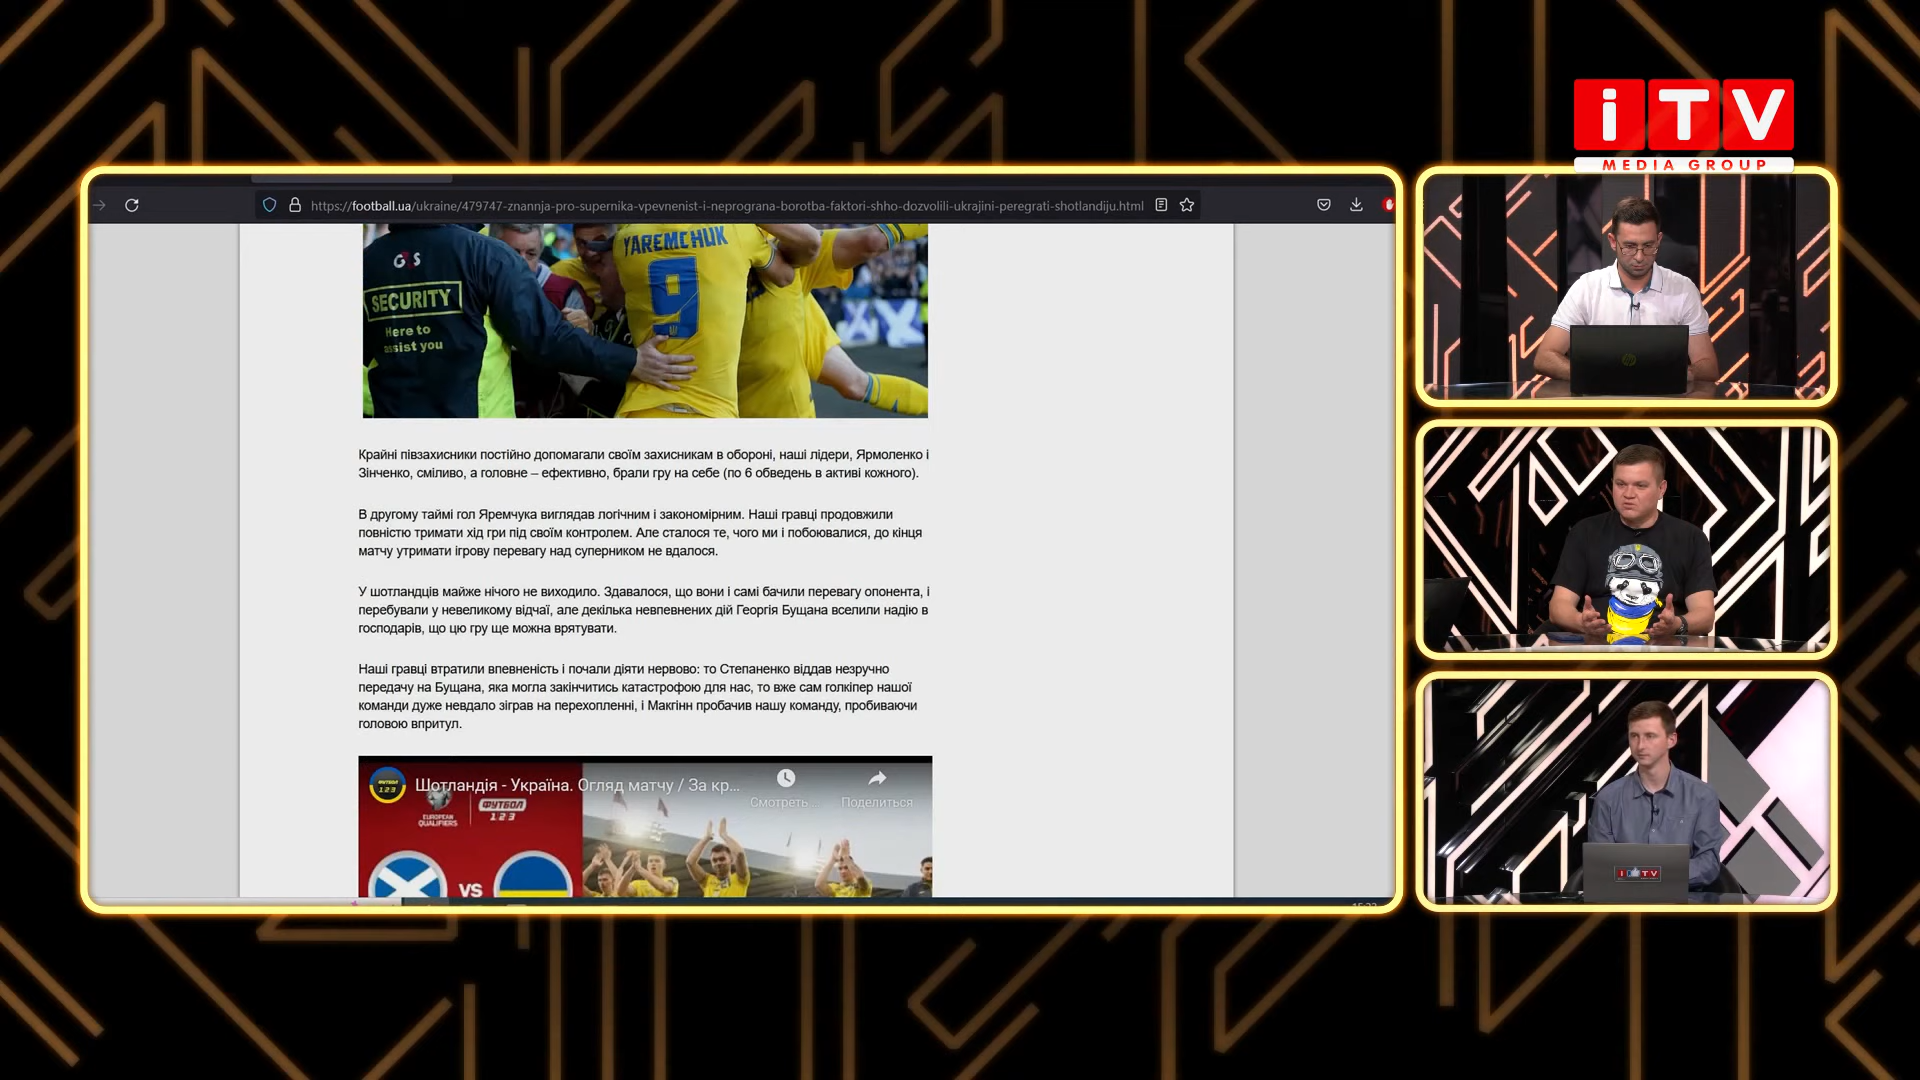 iTV
MEDIA GROUP
https://football.ua/ukraine/479747-znannja-pro-supernika-vpevnenist-i-neprograna-borotba-faktori-shho-dozvolili-ukrajini-peregrati-shotlandiju.html
YAREMCHUK
9
G4S
SECURITY
Here to
assist you
Крайні півзахисники постійно допомагали своїм захисникам в обороні, наші лідери, Ярмоленко і
Зінченко, сміливо, а головне – ефективно, брали гру на себе (по 6 обведень в активі кожного).
В другому таймі гол Яремчука виглядав логічним і закономірним. Наші гравці продовжили
повністю тримати хід гри під своїм контролем. Але сталося те, чого ми і побоювалися, до кінця
матчу утримати ігрову перевагу над суперником не вдалося.
У шотландців майже нічого не виходило. Здавалося, що вони і самі бачили перевагу опонента, і
перебували у невеликому відчаї, але декілька невпевнених дій Георгія Бущана вселили надію в
господарів, що цю гру ще можна врятувати.
Наші гравці втратили впевненість і почали діяти нервово: то Степаненко віддав незручно
передачу на Бущана, яка могла закінчитись катастрофою для нас, то вже сам голкіпер нашої
команди дуже невдало зіграв на перехопленні, і Макгінн пробачив нашу команду, пробиваючи
головою впритул.
ФУТБОЛ
1 2 3
Шотландія - Україна. Огляд матчу / За кр...
Смотреть...
Поделиться
EUROPEAN
QUALIFIERS
ФУТБОЛ
1 2 3
VS
hp
iTV